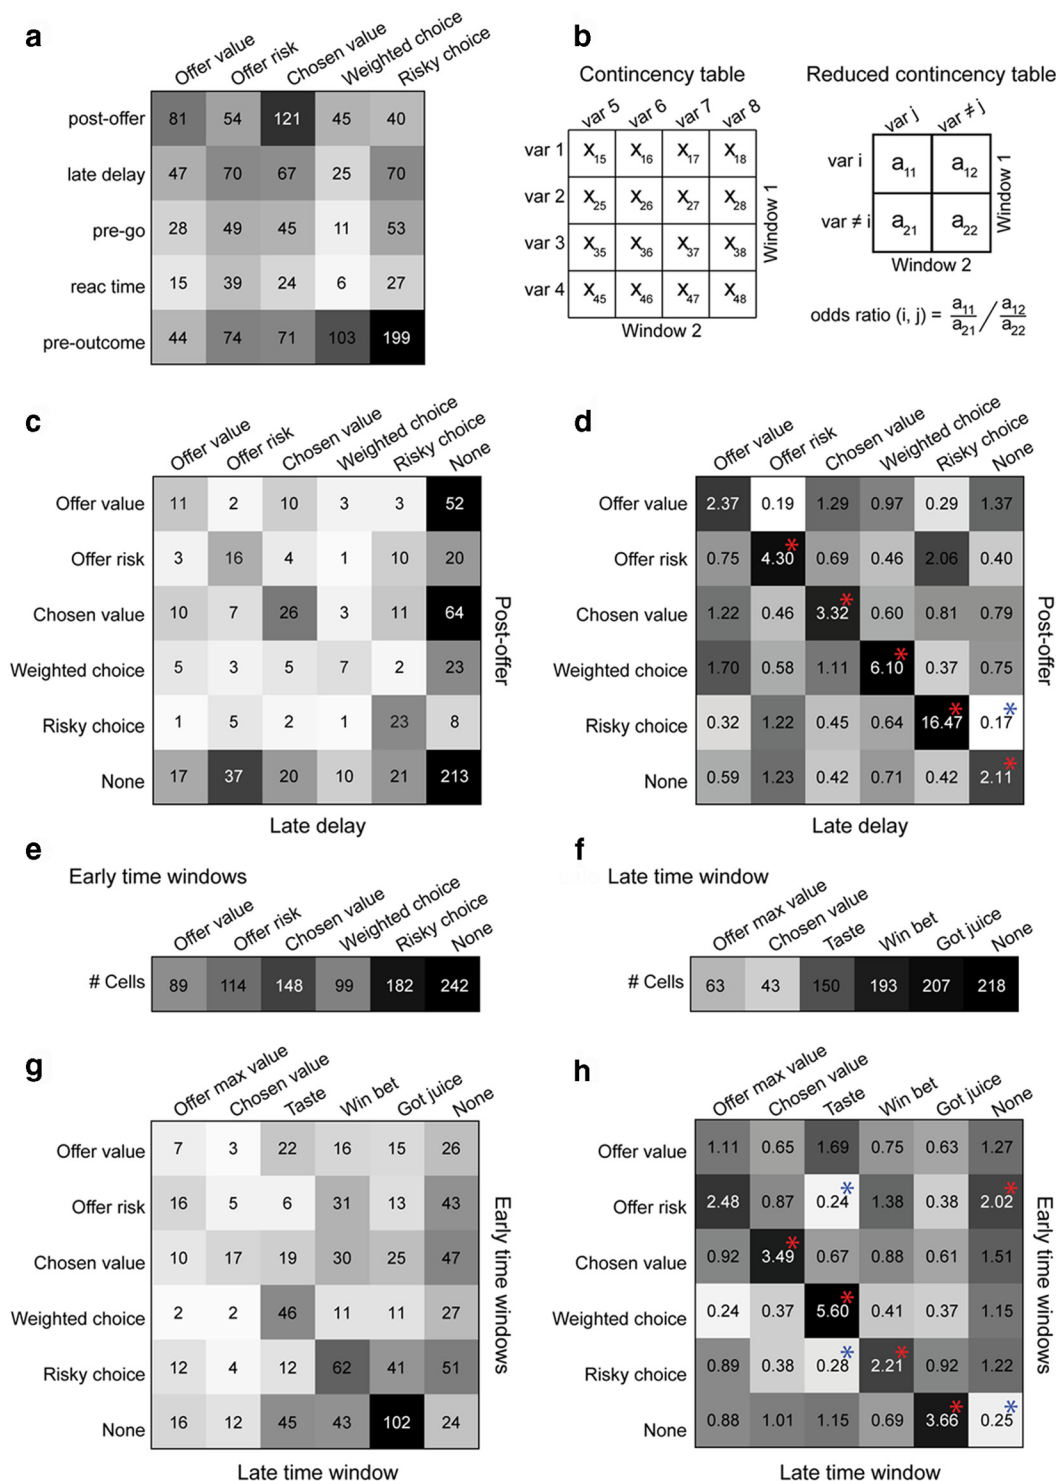 a
Offer value Offer risk Chosen value Weighted choice Risky choice
post-offer 81 54 121 45 40
late delay 47 70 67 25 70
pre-go 28 49 45 11 53
reac time 15 39 24 6 27
pre-outcome 44 74 71 103 199
b
Contincency table
var 5 var 6 var 7 var 8
var 1 X15 X16 X17 X18
var 2 X25 X26 X27 X28
var 3 X35 X36 X37 X38
var 4 X45 X46 X47 X48
Window 2
Window 1
Reduced contincency table
var j var ≠ j
var i a11 a12
var ≠ i a21 a22
Window 2
Window 1
odds ratio (i, j) = a11/a21 / a12/a22
c
Offer value Offer risk Chosen value Weighted choice Risky choice None
Offer value 11 2 10 3 3 52
Offer risk 3 16 4 1 10 20
Chosen value 10 7 26 3 11 64
Weighted choice 5 3 5 7 2 23
Risky choice 1 5 2 1 23 8
None 17 37 20 10 21 213
Late delay
Post-offer
d
Offer value Offer risk Chosen value Weighted choice Risky choice None
Offer value 2.37 0.19 1.29 0.97 0.29 1.37
Offer risk 0.75 4.30* 0.69 0.46 2.06 0.40
Chosen value 1.22 0.46 3.32* 0.60 0.81 0.79
Weighted choice 1.70 0.58 1.11 6.10* 0.37 0.75
Risky choice 0.32 1.22 0.45 0.64 16.47* 0.17*
None 0.59 1.23 0.42 0.71 0.42 2.11*
Late delay
Post-offer
e
Early time windows
Offer value Offer risk Chosen value Weighted choice Risky choice None
# Cells 89 114 148 99 182 242
f
Late time window
Offer max value Chosen value Taste Win bet Got juice None
# Cells 63 43 150 193 207 218
g
Offer max value Chosen value Taste Win bet Got juice None
Offer value 7 3 22 16 15 26
Offer risk 16 5 6 31 13 43
Chosen value 10 17 19 30 25 47
Weighted choice 2 2 46 11 11 27
Risky choice 12 4 12 62 41 51
None 16 12 45 43 102 24
Late time window
Early time windows
h
Offer max value Chosen value Taste Win bet Got juice None
Offer value 1.11 0.65 1.69 0.75 0.63 1.27
Offer risk 2.48 0.87 0.24* 1.38 0.38 2.02*
Chosen value 0.92 3.49* 0.67 0.88 0.61 1.51
Weighted choice 0.24 0.37 5.60* 0.41 0.37 1.15
Risky choice 0.89 0.38 0.28* 2.21* 0.92 1.22
None 0.88 1.01 1.15 0.69 3.66* 0.25*
Late time window
Early time windows